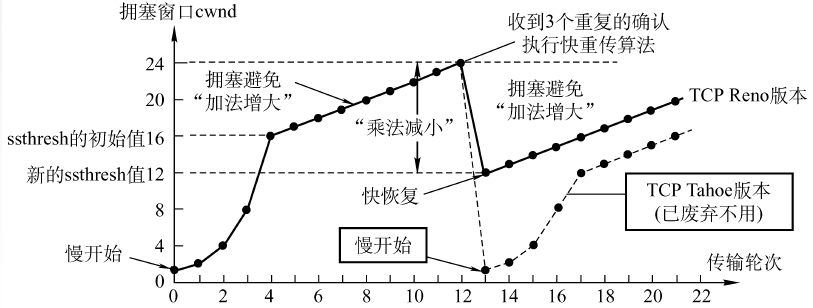 拥塞窗口cwnd
收到3个重复的确认
执行快重传算法
24
拥塞避免
“加法增大”
拥塞避免
“加法增大”
TCP Reno版本
20
“乘法减小”
ssthresh的初始值16
新的ssthresh值12
快恢复
TCP Tahoe版本
(已废弃不用)
8
慢开始
慢开始
4
传输轮次
0
0 2 4 6 8 10 12 14 16 18 20 22